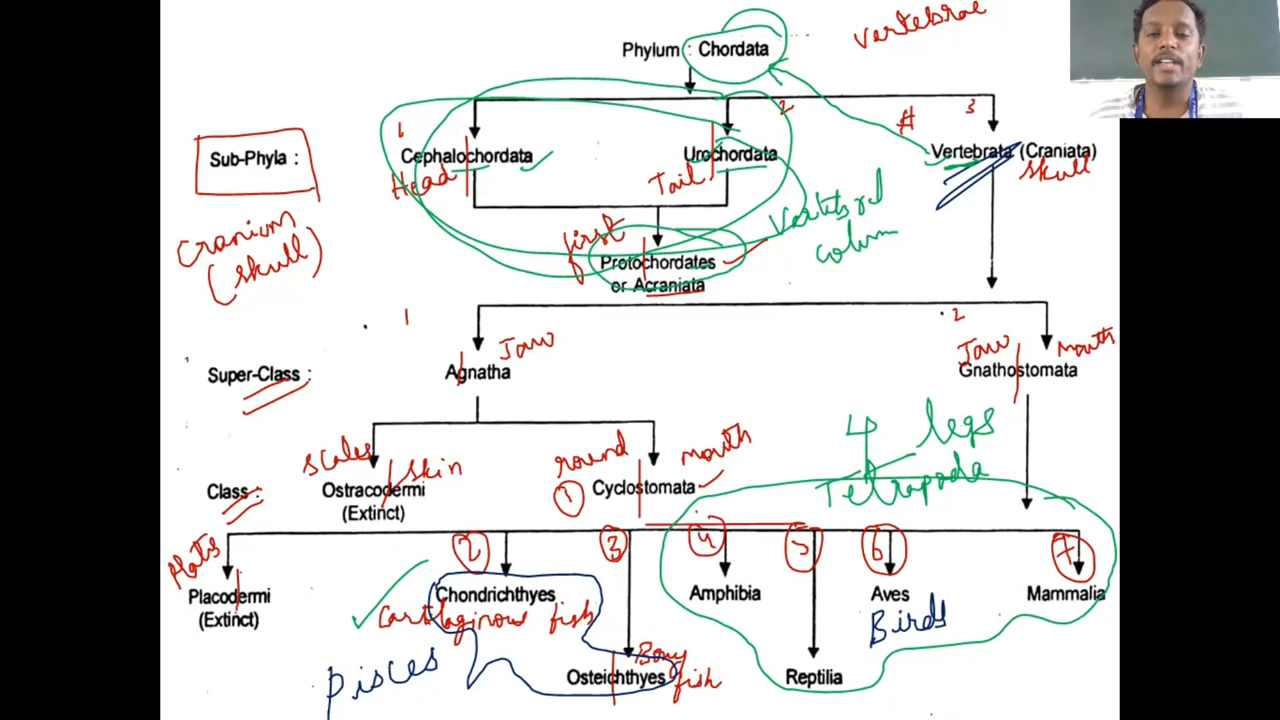 vertebrae
Phylum : Chordata
1
2
A
3
Sub-Phyla :
Cephalochordata
Urochordata
Vertebrata (Craniata)
Head
Tail
skull
Cranium
(skull)
first
Vertebral
colum
Protochordates
or Acraniata
1
2
Jaw
Jaw
mouth
Super-Class :
Agnatha
Gnathostomata
4 legs
Tetrapoda
scales
skin
round
mouth
Class :
Ostracodermi
(Extinct)
1
Cyclostomata
Plats
2
3
4
5
6
7
Placodermi
(Extinct)
Chondrichthyes
Amphibia
Aves
Mammalia
Cartilaginous fish
Birds
Pisces
Bony
fish
Osteichthyes
Reptilia